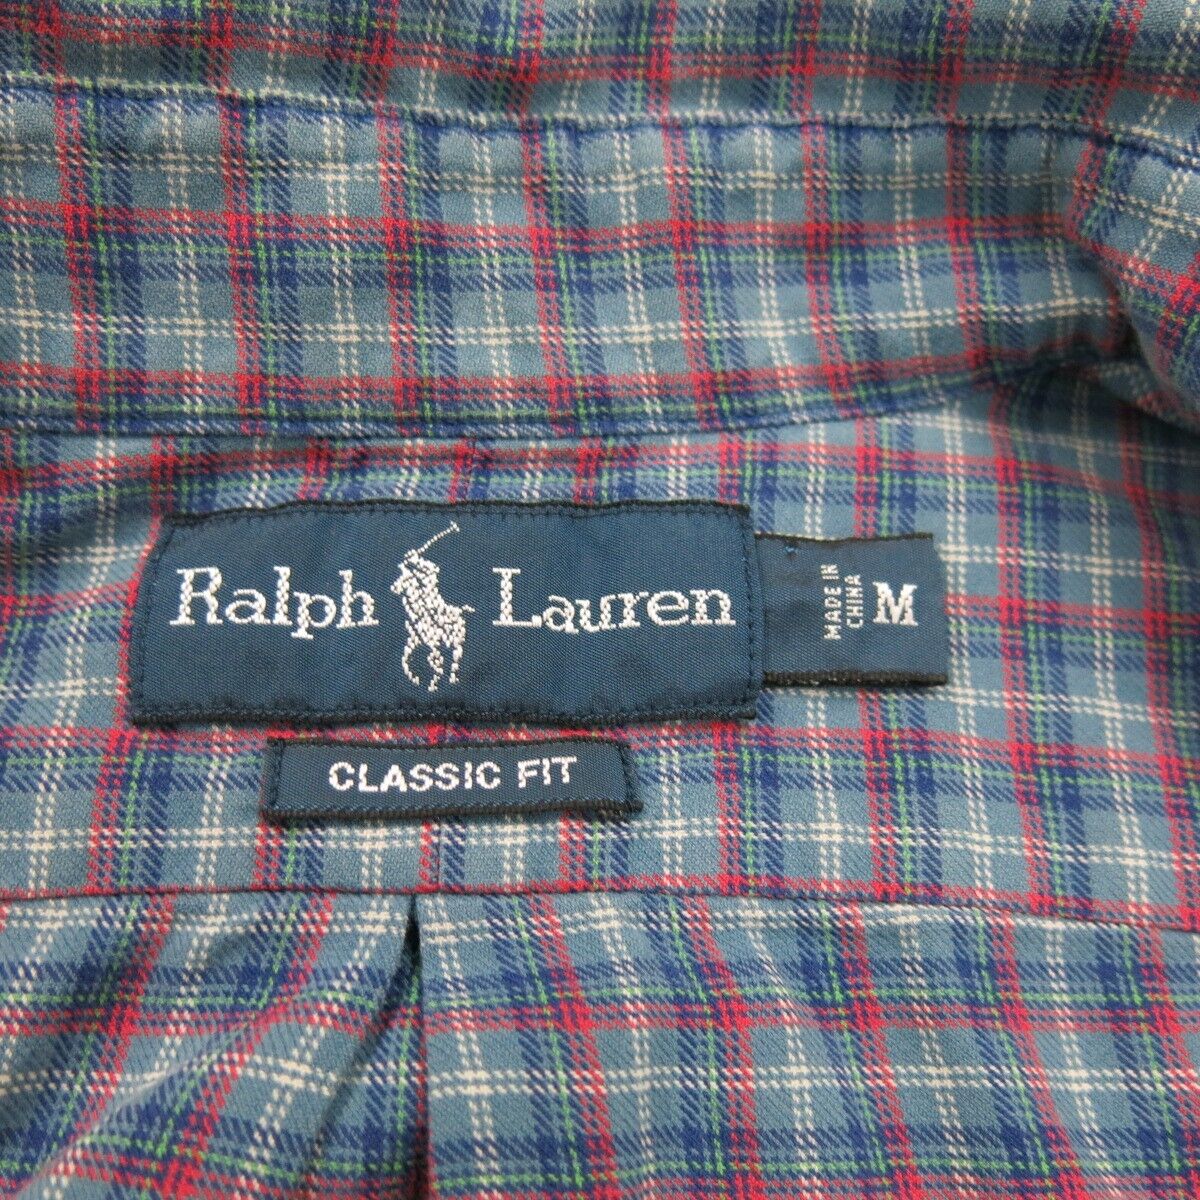 Ralph Lauren
MADE IN
CHINA
M
CLASSIC FIT